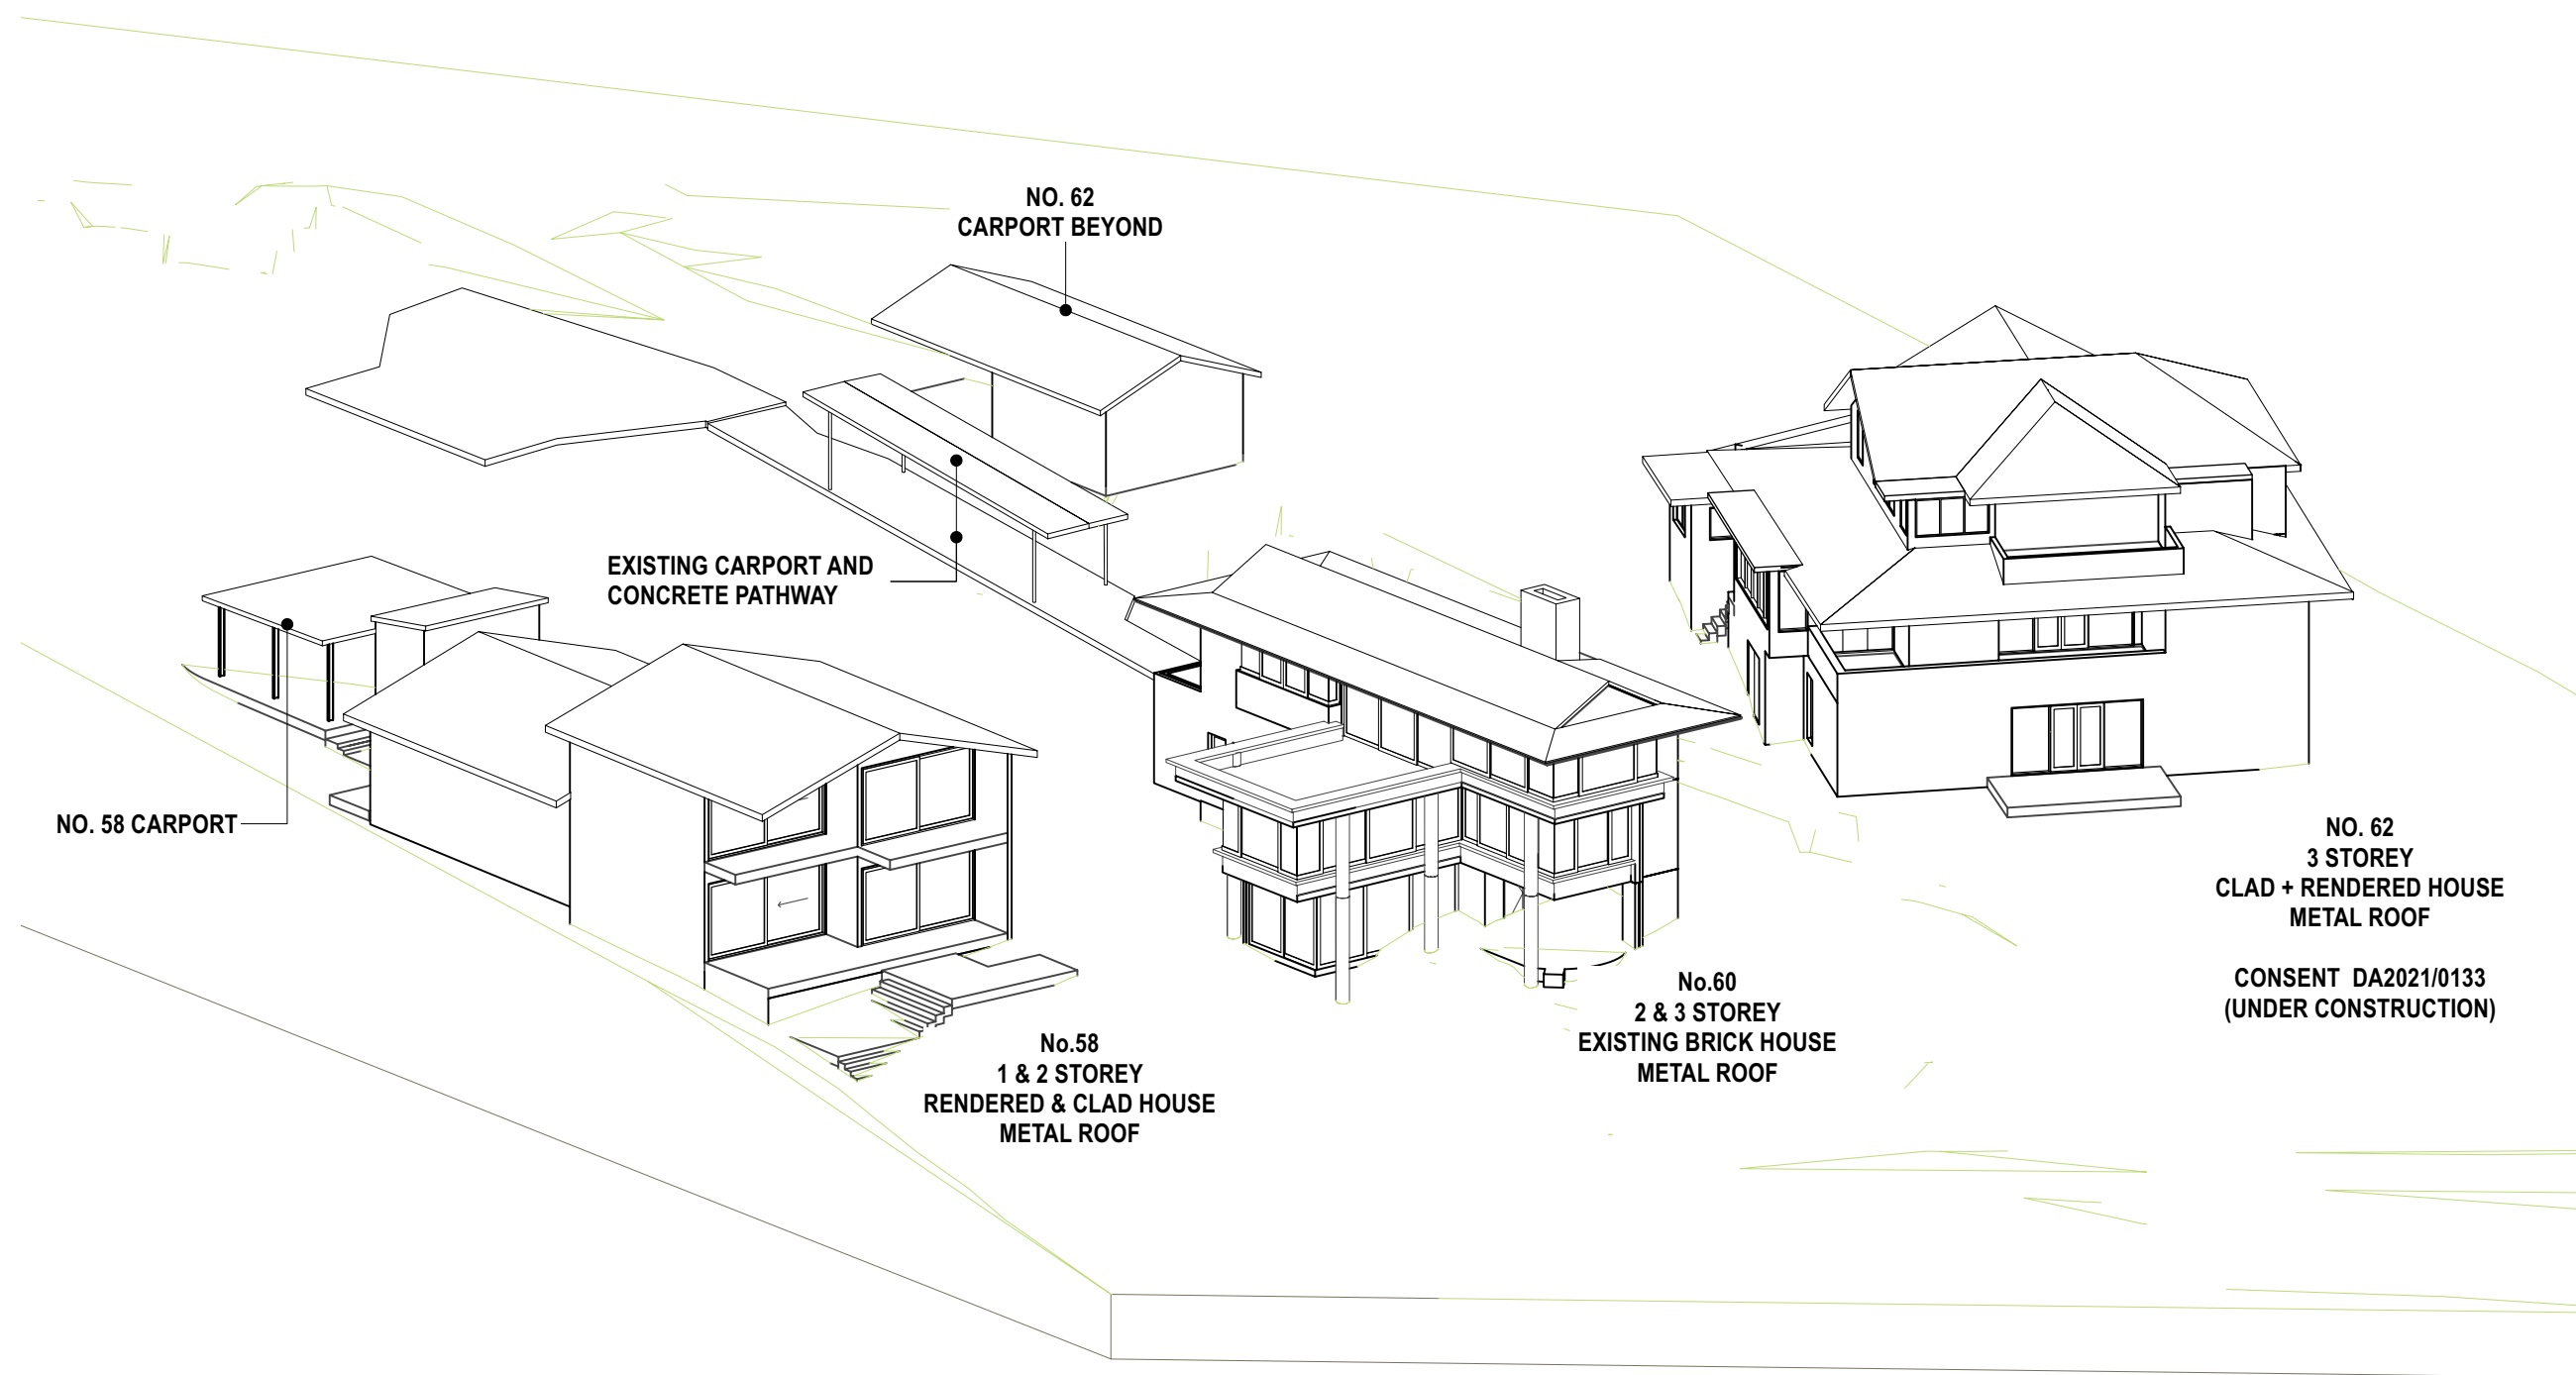 NO. 62
CARPORT BEYOND
EXISTING CARPORT AND
CONCRETE PATHWAY
NO. 58 CARPORT
No.58
1 & 2 STOREY
RENDERED & CLAD HOUSE
METAL ROOF
No.60
2 & 3 STOREY
EXISTING BRICK HOUSE
METAL ROOF
NO. 62
3 STOREY
CLAD + RENDERED HOUSE
METAL ROOF
CONSENT DA2021/0133
(UNDER CONSTRUCTION)